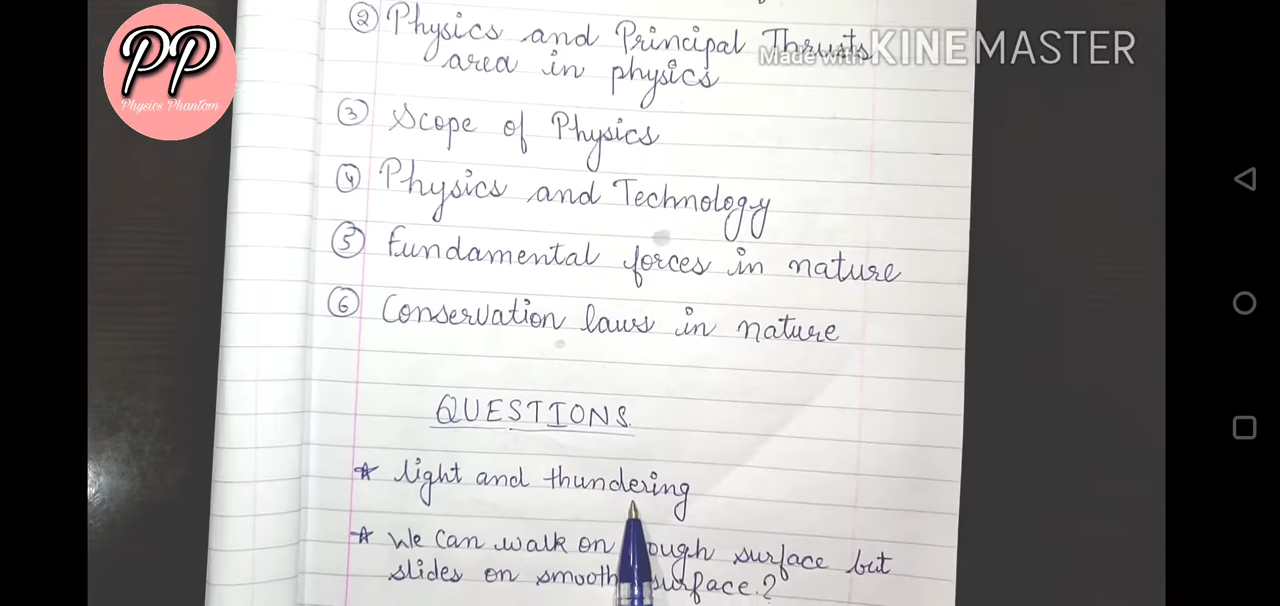 PP
Physics Phantom
Made with KINEMASTER
② Physics and Principal Thrusts
area in physics
③ Scope of Physics
④ Physics and Technology
⑤ Fundamental forces in nature
⑥ Conservation laws in nature
QUESTIONS.
* light and thundering
* We can walk on rough surface but
slides on smooth surface.?